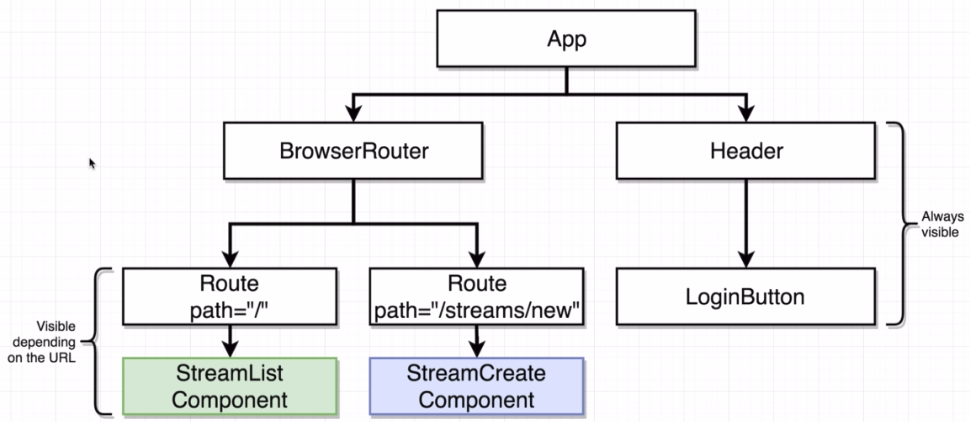 App
BrowserRouter
Header
Always
visible
Route
path="/"
Route
path="/streams/new"
LoginButton
Visible
depending
on the URL
StreamList
Component
StreamCreate
Component